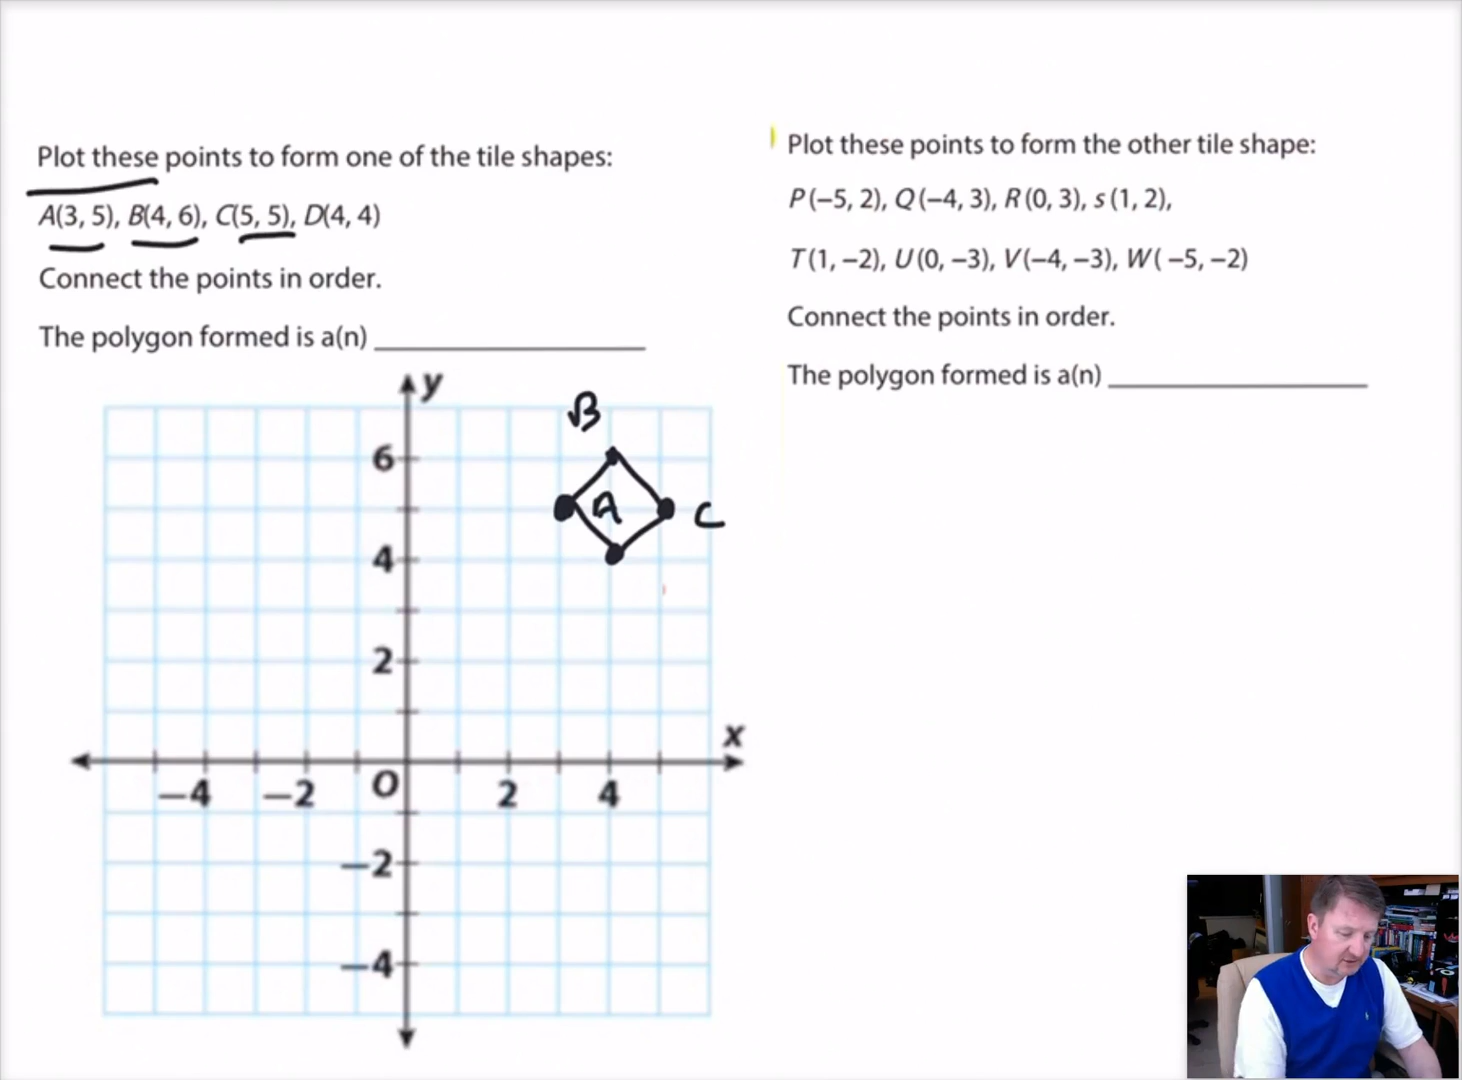 Plot these points to form one of the tile shapes:
A(3, 5), B(4, 6), C(5, 5), D(4, 4)
Connect the points in order.
The polygon formed is a(n)
Plot these points to form the other tile shape:
P(−5, 2), Q(−4, 3), R(0, 3), s(1, 2),
T(1, −2), U(0, −3), V(−4, −3), W( −5, −2)
Connect the points in order.
The polygon formed is a(n)
y
B
6
A
C
4
2
x
−4 −2 O 2 4
−2
−4